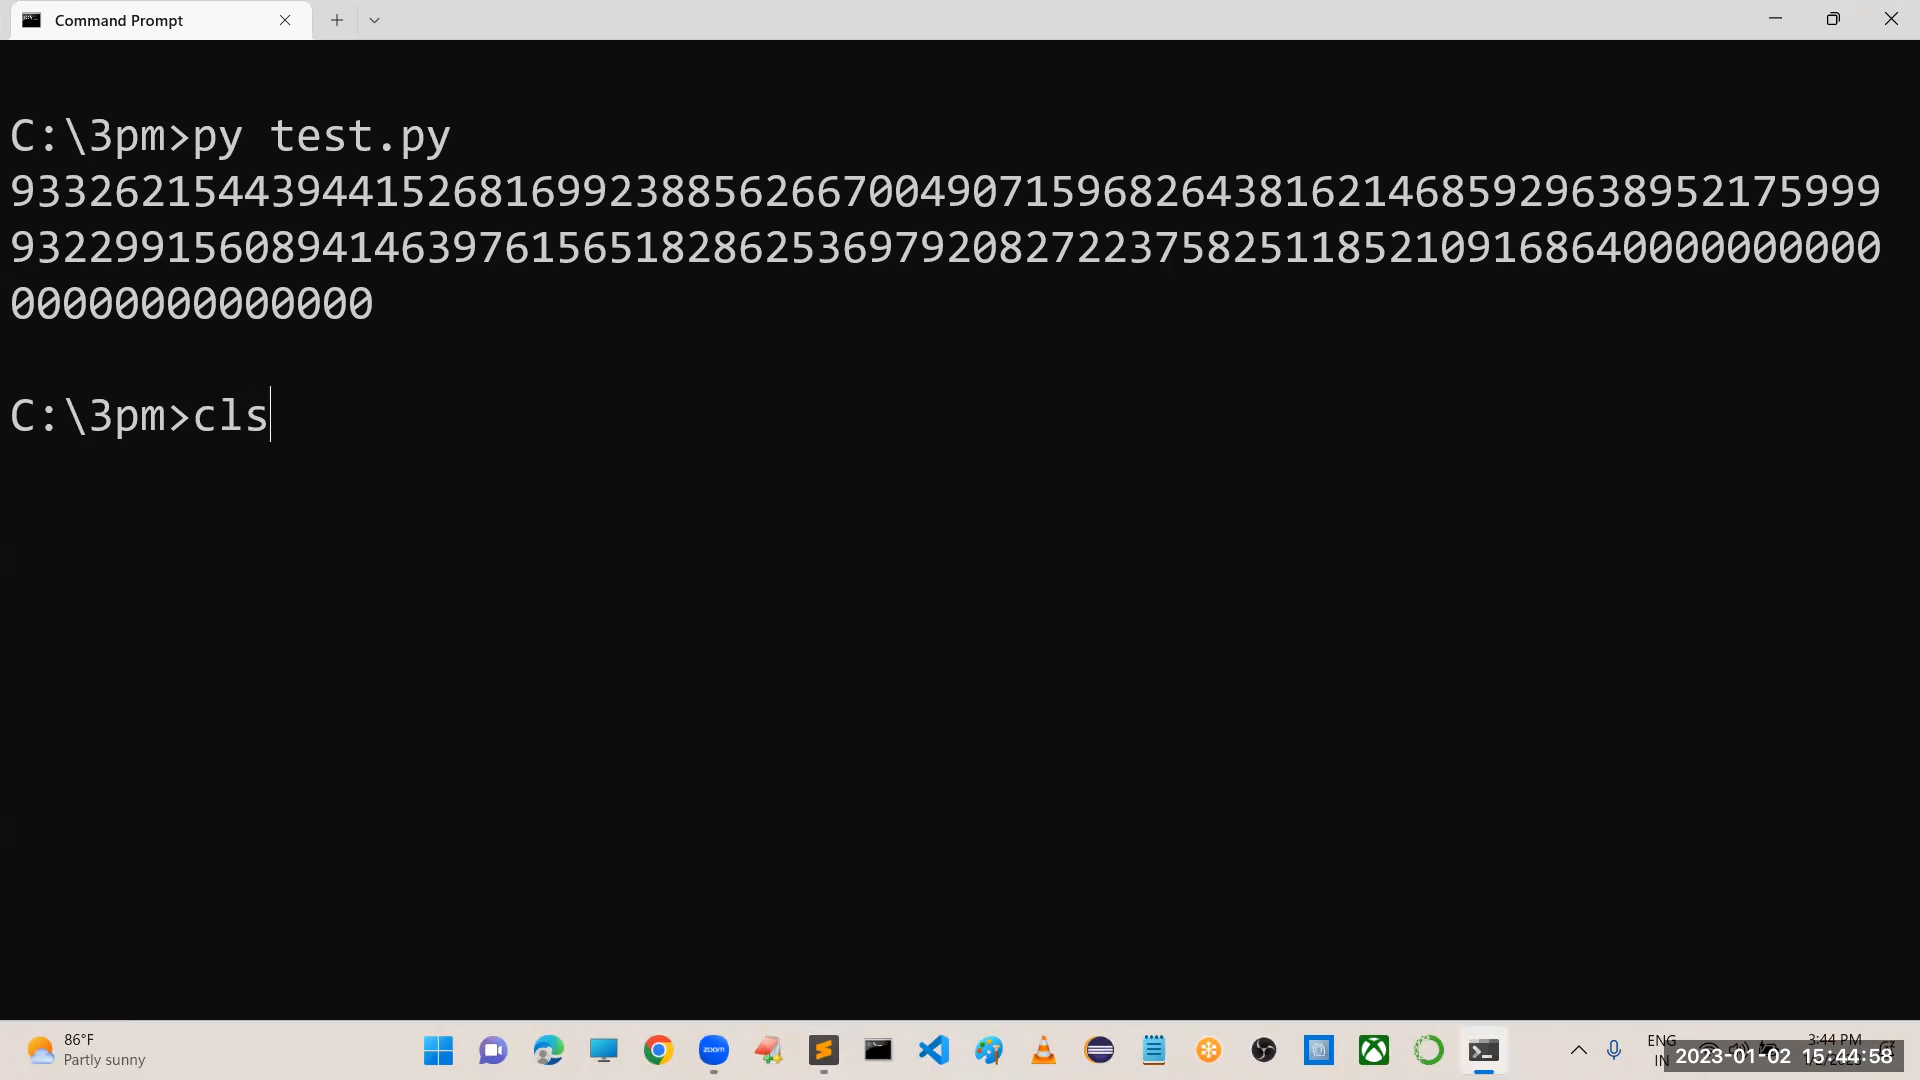 Command Prompt
C:\3pm>py test.py
933262154439441526816992388562667004907159682643816214685929638952175999
932299156089414639761565182862536979208272237582511852109168640000000000
00000000000000
C:\3pm>cls
86°F
Partly sunny
zoom
ENG
IN
3:44 PM
2023-01-02 15:44:58